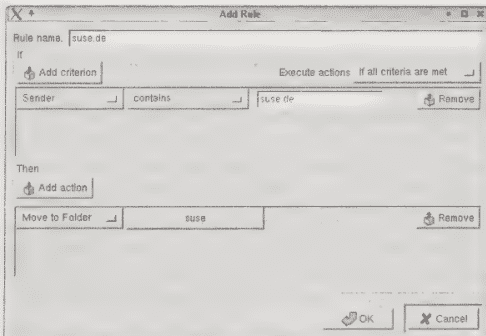 Add Rule
Rule name. suse.de
If
Add criterion Execute actions If all criteria are met
Sender contains suse.de Remove
Then
Add action
Move to Folder suse Remove
OK Cancel